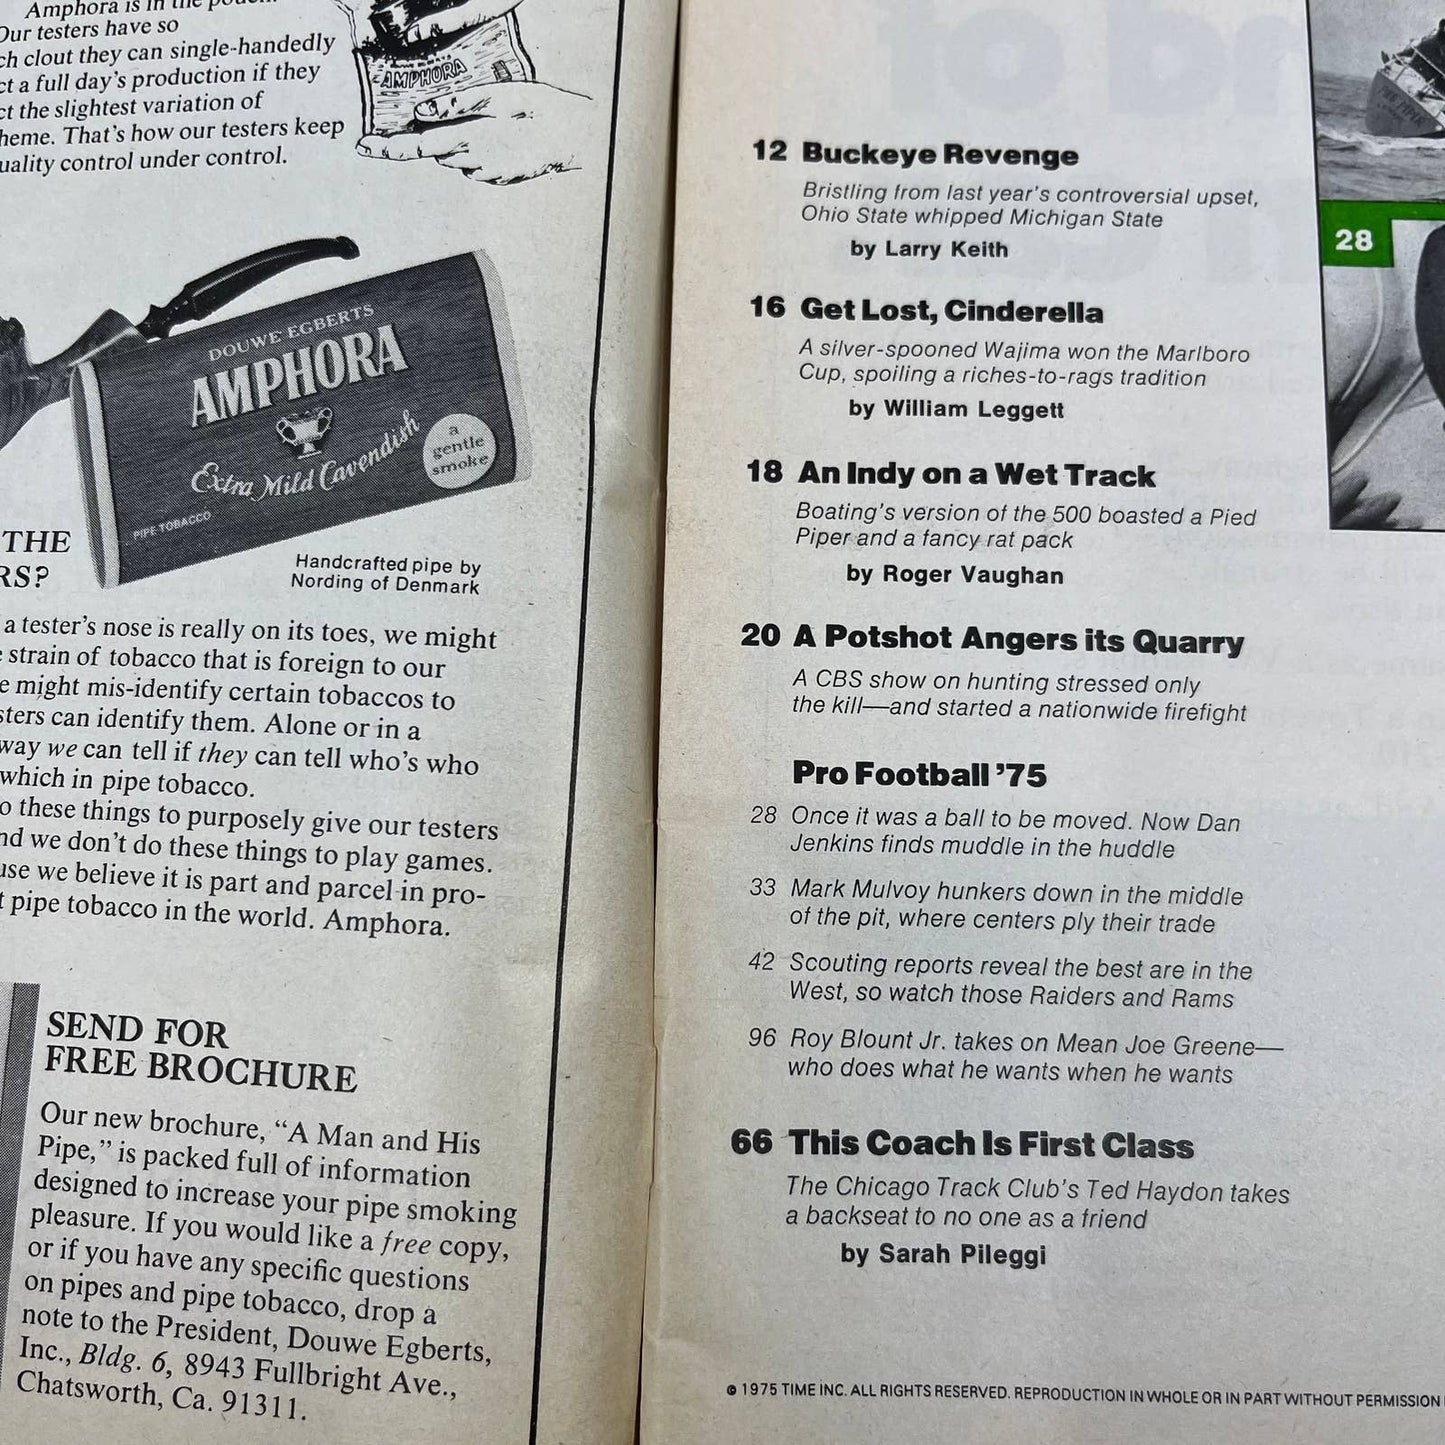 Amphora is in the pouch.
Our testers have so
clout they can single-handedly
a full day's production if they
the slightest variation of
That's how our testers keep
control under control.
AMPHORA
DOUWE EGBERTS
AMPHORA
Extra Mild Cavendish
a
gentle
smoke
PIPE TOBACCO
THE
Handcrafted pipe by
Nording of Denmark
a tester's nose is really on its toes, we might
strain of tobacco that is foreign to our
might mis-identify certain tobaccos to
can identify them. Alone or in a
way we can tell if they can tell who's who
which in pipe tobacco.
these things to purposely give our testers
we don't do these things to play games.
we believe it is part and parcel in pro-
pipe tobacco in the world. Amphora.
SEND FOR
FREE BROCHURE
Our new brochure, “A Man and His
Pipe,” is packed full of information
designed to increase your pipe smoking
pleasure. If you would like a free copy,
or if you have any specific questions
on pipes and pipe tobacco, drop a
note to the President, Douwe Egberts,
Inc., Bldg. 6, 8943 Fullbright Ave.,
Chatsworth, Ca. 91311.
12 Buckeye Revenge
Bristling from last year's controversial upset,
Ohio State whipped Michigan State
by Larry Keith
16 Get Lost, Cinderella
A silver-spooned Wajima won the Marlboro
Cup, spoiling a riches-to-rags tradition
by William Leggett
18 An Indy on a Wet Track
Boating's version of the 500 boasted a Pied
Piper and a fancy rat pack
by Roger Vaughan
20 A Potshot Angers its Quarry
A CBS show on hunting stressed only
the kill—and started a nationwide firefight
Pro Football '75
28 Once it was a ball to be moved. Now Dan
Jenkins finds muddle in the huddle
33 Mark Mulvoy hunkers down in the middle
of the pit, where centers ply their trade
42 Scouting reports reveal the best are in the
West, so watch those Raiders and Rams
96 Roy Blount Jr. takes on Mean Joe Greene—
who does what he wants when he wants
66 This Coach Is First Class
The Chicago Track Club's Ted Haydon takes
a backseat to no one as a friend
by Sarah Pileggi
© 1975 TIME INC. ALL RIGHTS RESERVED. REPRODUCTION IN WHOLE OR IN PART WITHOUT PERMISSION
28